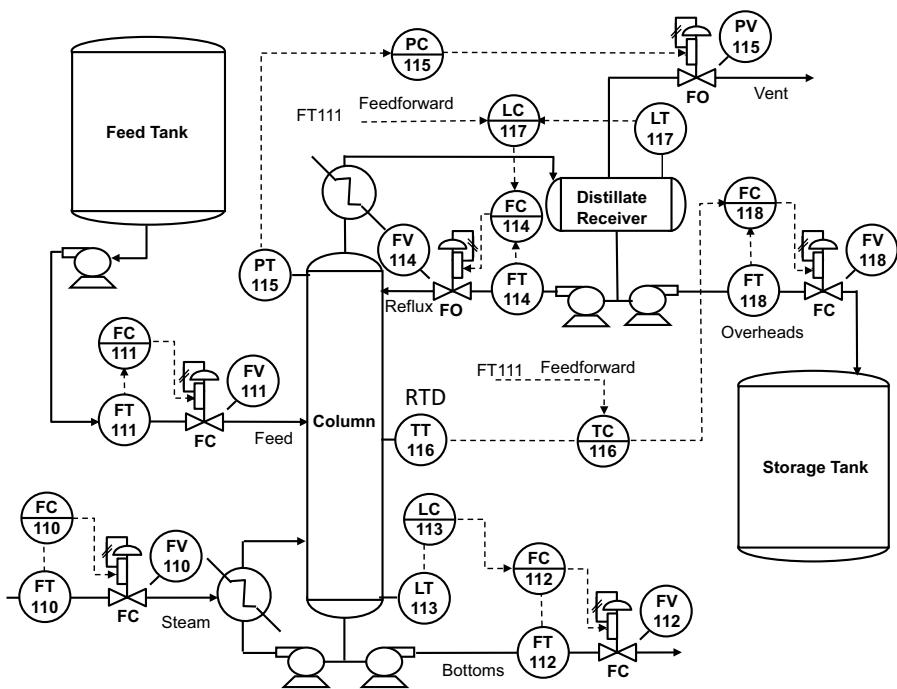 PC
115
PV
115
FO
Vent
FT111
Feedforward
LC
117
LT
117
Feed Tank
Distillate
Receiver
FC
114
FC
118
FV
114
FV
118
PT
115
FT
114
FT
118
Reflux
FO
FC
Overheads
FC
111
FV
111
FT
111
FC
Feed
Column
RTD
TT
116
FT111
Feedforward
TC
116
Storage Tank
FC
110
FV
110
FT
110
FC
Steam
LC
113
LT
113
FC
112
FV
112
FT
112
FC
Bottoms